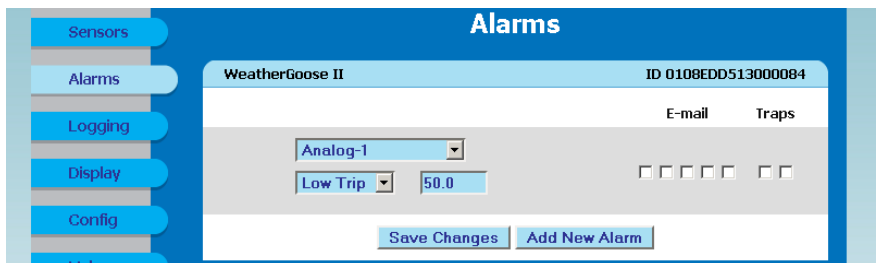 Alarms
Sensors
Alarms
Logging
Display
Config
WeatherGoose II ID 0108EDD513000084
E-mail Traps
Analog-1
Low Trip 50.0
Save Changes Add New Alarm